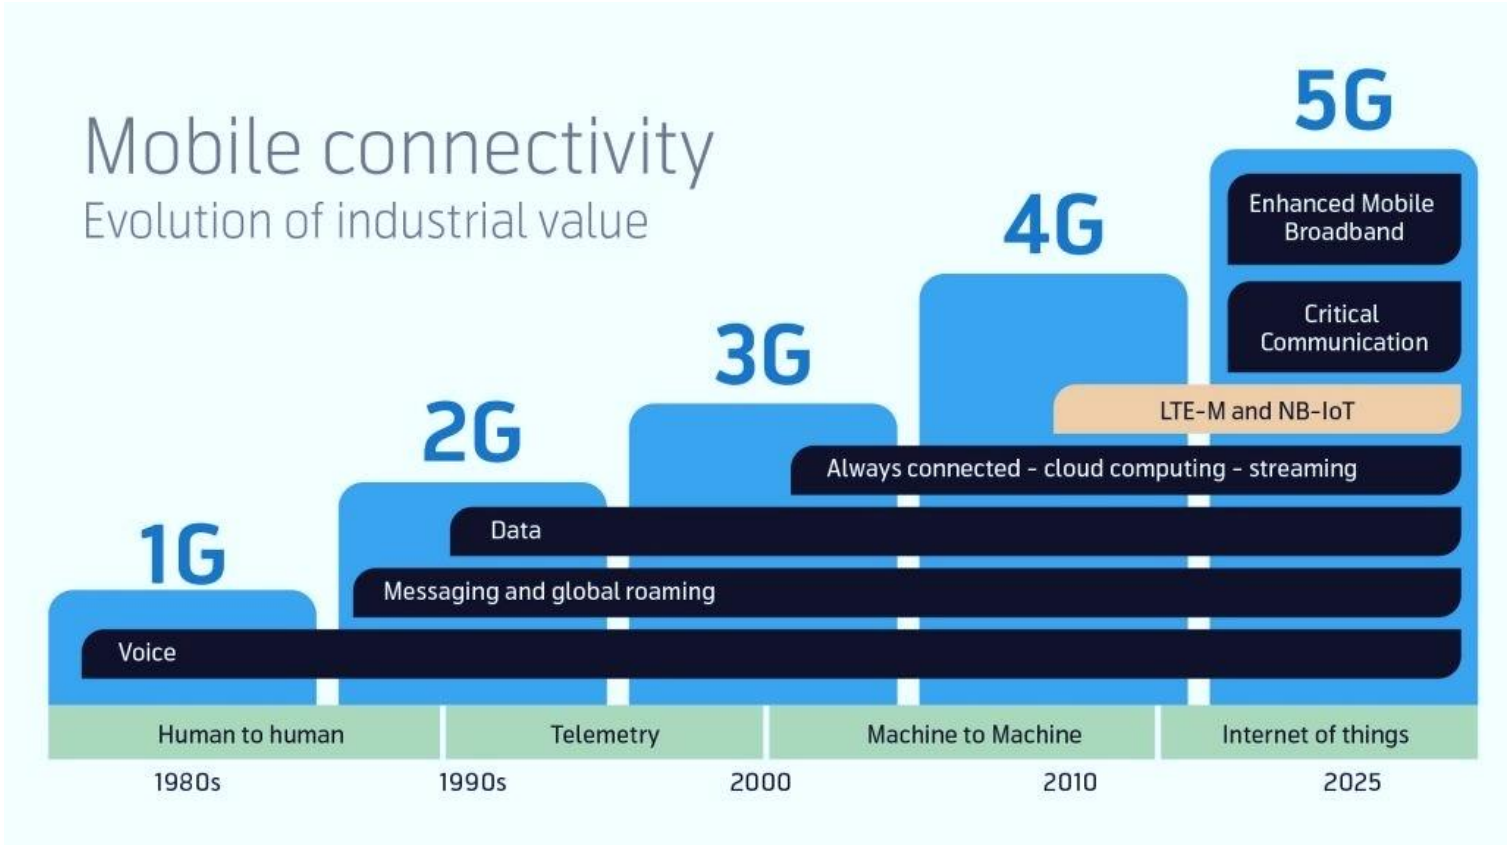 Mobile connectivity
Evolution of industrial value
1G
2G
3G
4G
5G
Enhanced Mobile
Broadband
Critical
Communication
LTE-M and NB-IoT
Always connected - cloud computing - streaming
Data
Messaging and global roaming
Voice
Human to human
Telemetry
Machine to Machine
Internet of things
1980s
1990s
2000
2010
2025